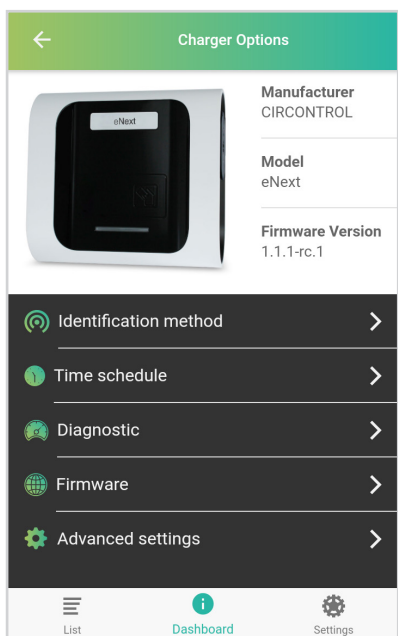 Charger Options
Manufacturer
CIRCONTROL
eNext
Model
eNext
Firmware Version
1.1.1-rc.1
Identification method
Time schedule
Diagnostic
Firmware
Advanced settings
List
Dashboard
Settings